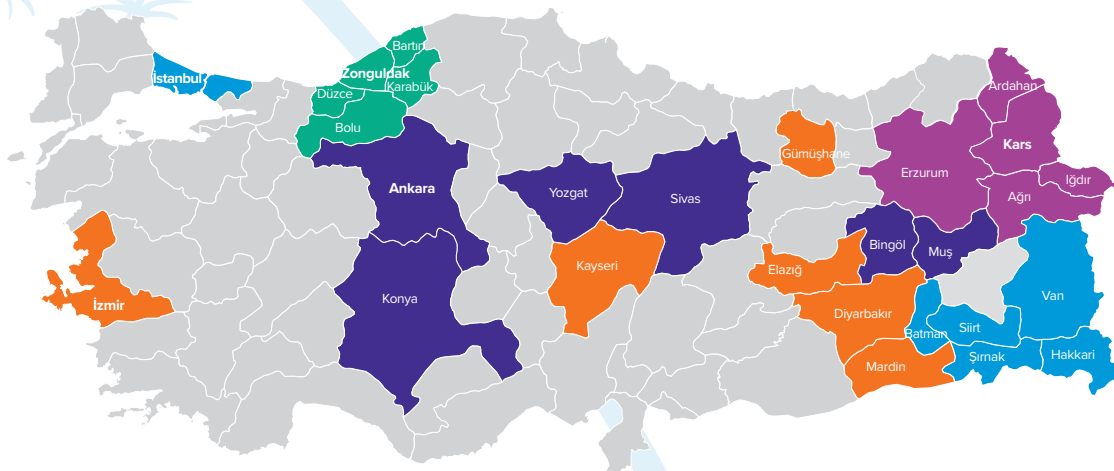 Bartın
İstanbul
Zonguldak
Karabük
Düzce
Bolu
Ardahan
Kars
Gümüşhane
Erzurum
Iğdır
Ağrı
Ankara
Yozgat
Sivas
Bingöl
Muş
Kayseri
Elazığ
Van
Konya
İzmir
Diyarbakır
Batman
Siirt
Şırnak
Hakkari
Mardin